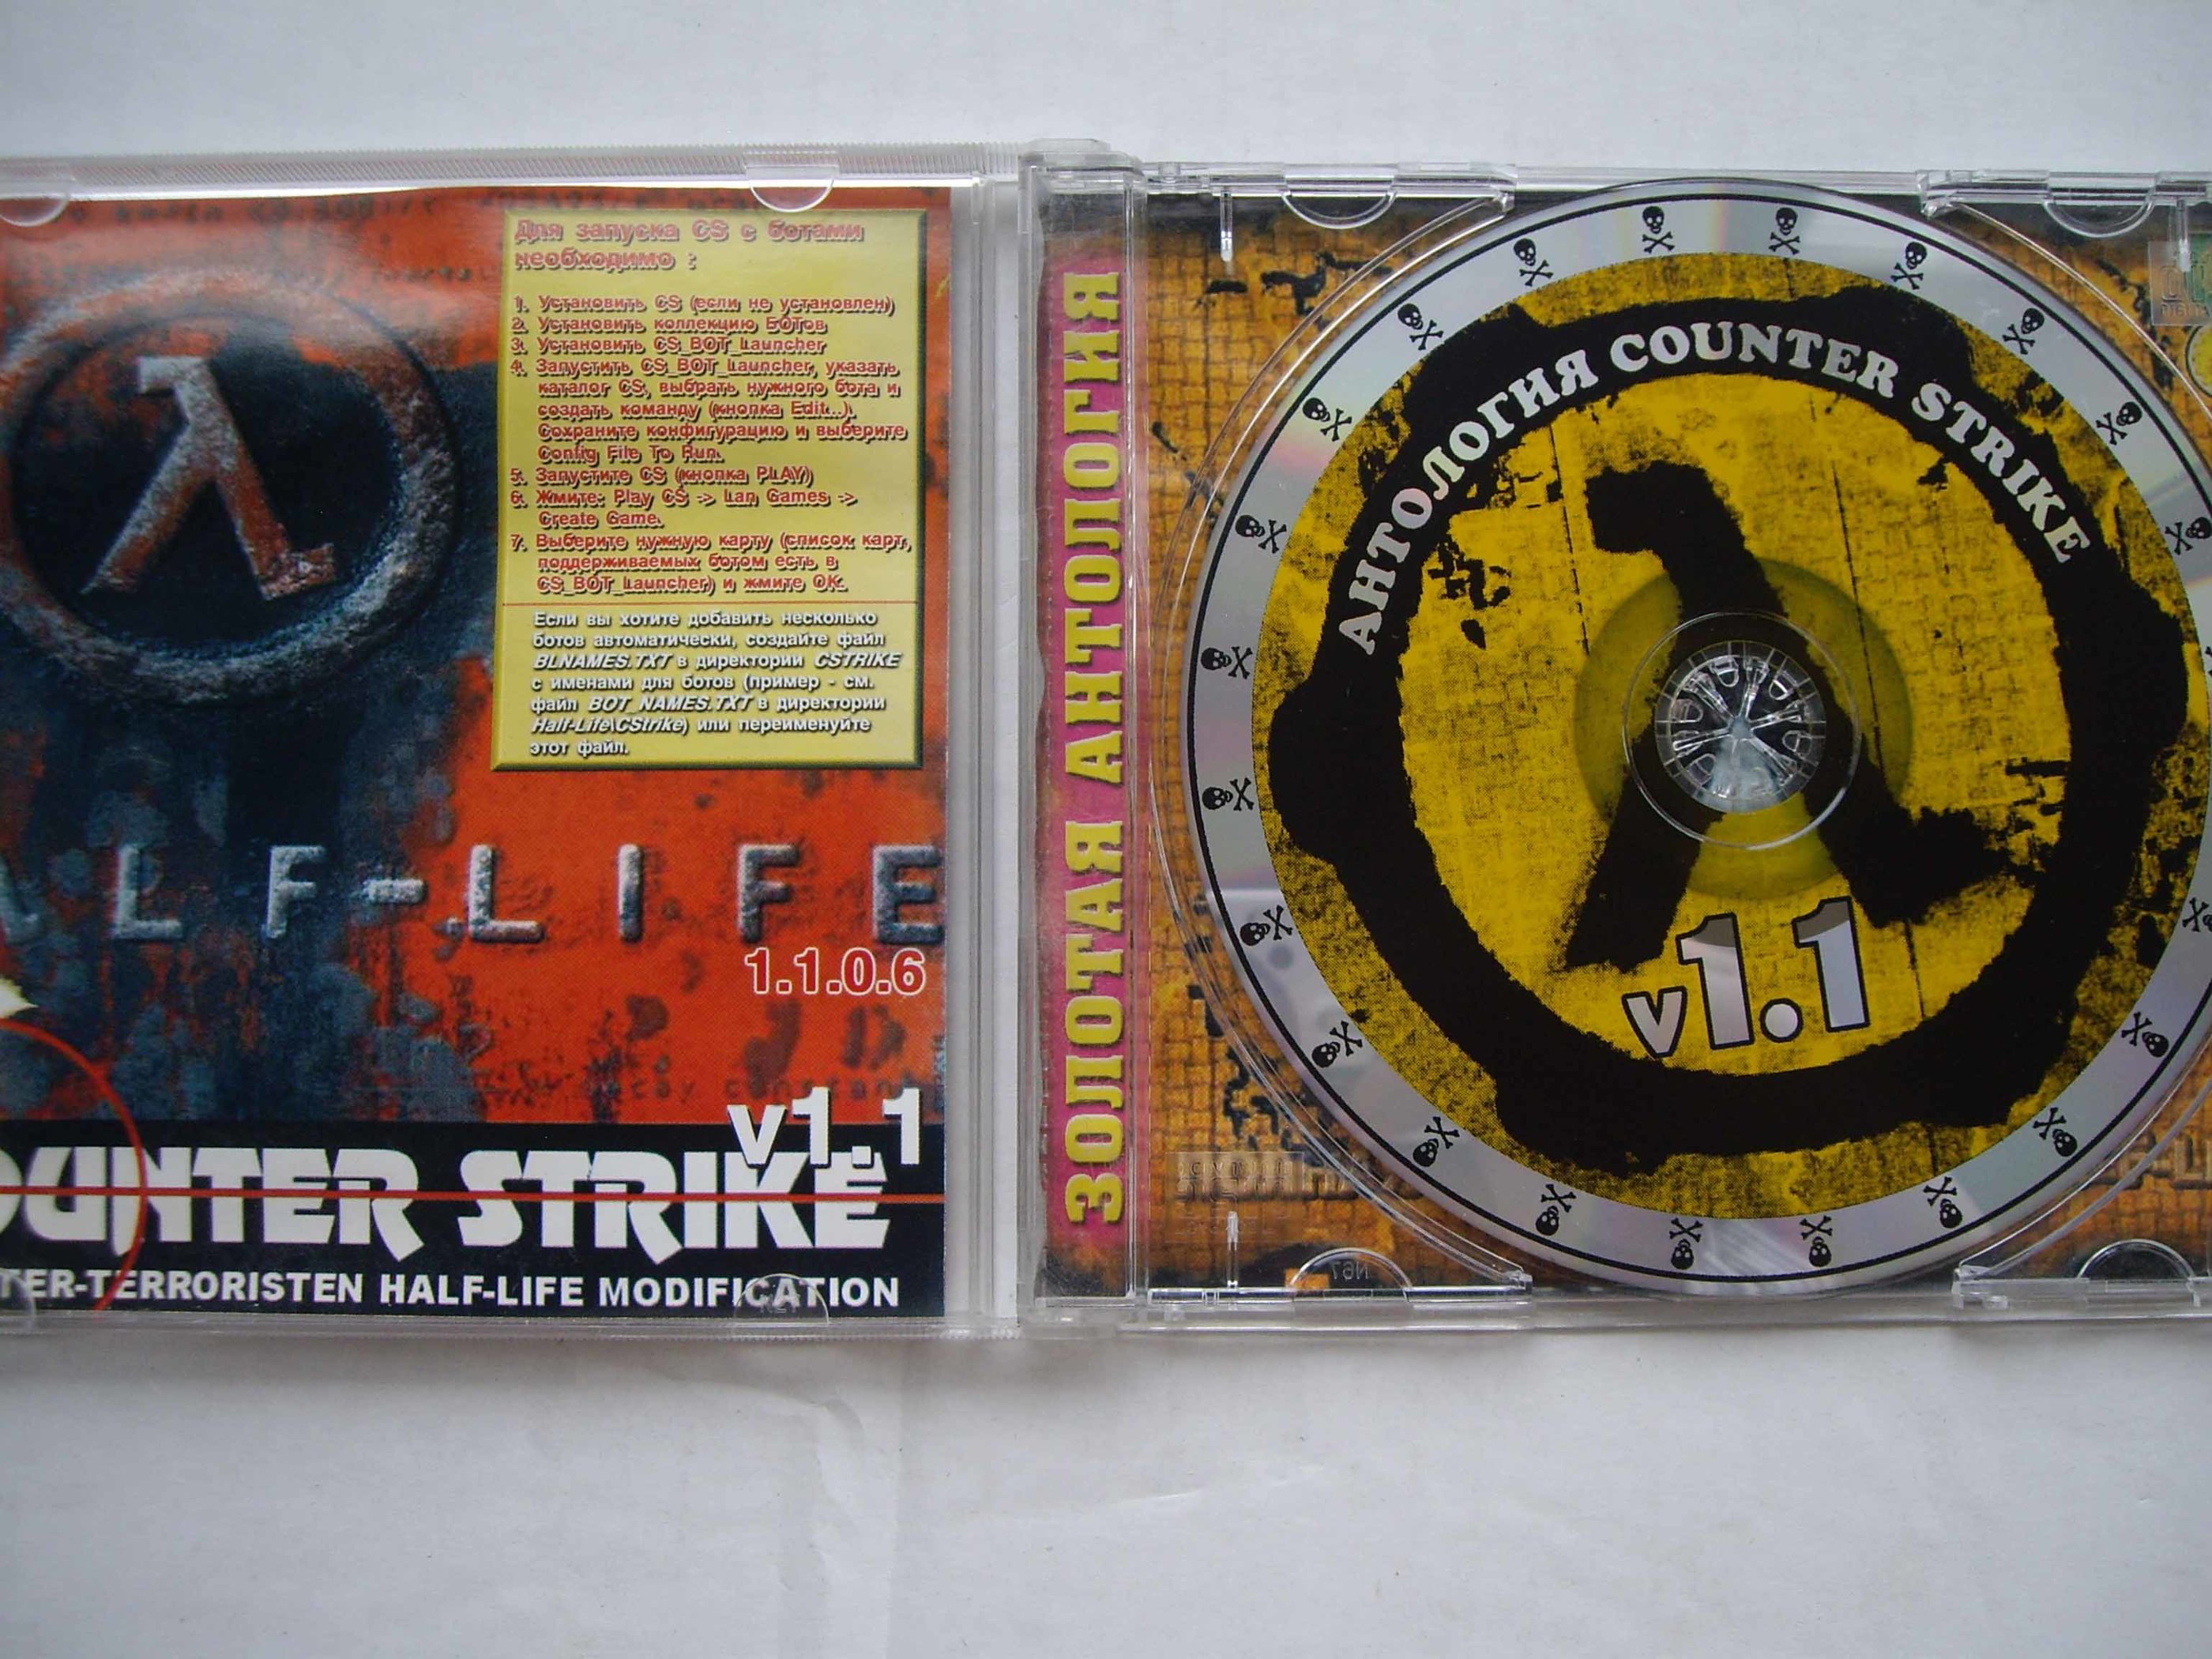 Для запуска CS с ботами
необходимо :
1. Установить CS (если не установлен)
2. Установить коллекцию БОТов
3. Установить CS_BOT_Launcher
4. Запустить CS_BOT_Launcher, указать
каталог CS, выбрать нужного бота и
создать команду (кнопка Edit...).
Сохраните конфигурацию и выберите
Config File To Run.
5. Запустите CS (кнопка PLAY)
6. Жмите: Play CS -> Lan Games ->
Create Game.
7. Выберите нужную карту (список карт,
поддерживаемых ботом есть в
CS_BOT_Launcher) и жмите OK.
Если вы хотите добавить несколько
ботов автоматически, создайте файл
BLNAMES.TXT в директории CSTRIKE
с именами для ботов (пример - см.
файл BOT_NAMES.TXT в директории
Half-Life\CStrike) или переименуйте
этот файл.
ALF-LIFE
1.1.0.6
v1.1
OUNTER STRIKE
TER-TERRORISTEN HALF-LIFE MODIFICATION
ЗОЛОТАЯ АНТОЛОГИЯ
АНТОЛОГИЯ COUNTER STRIKE
v1.1